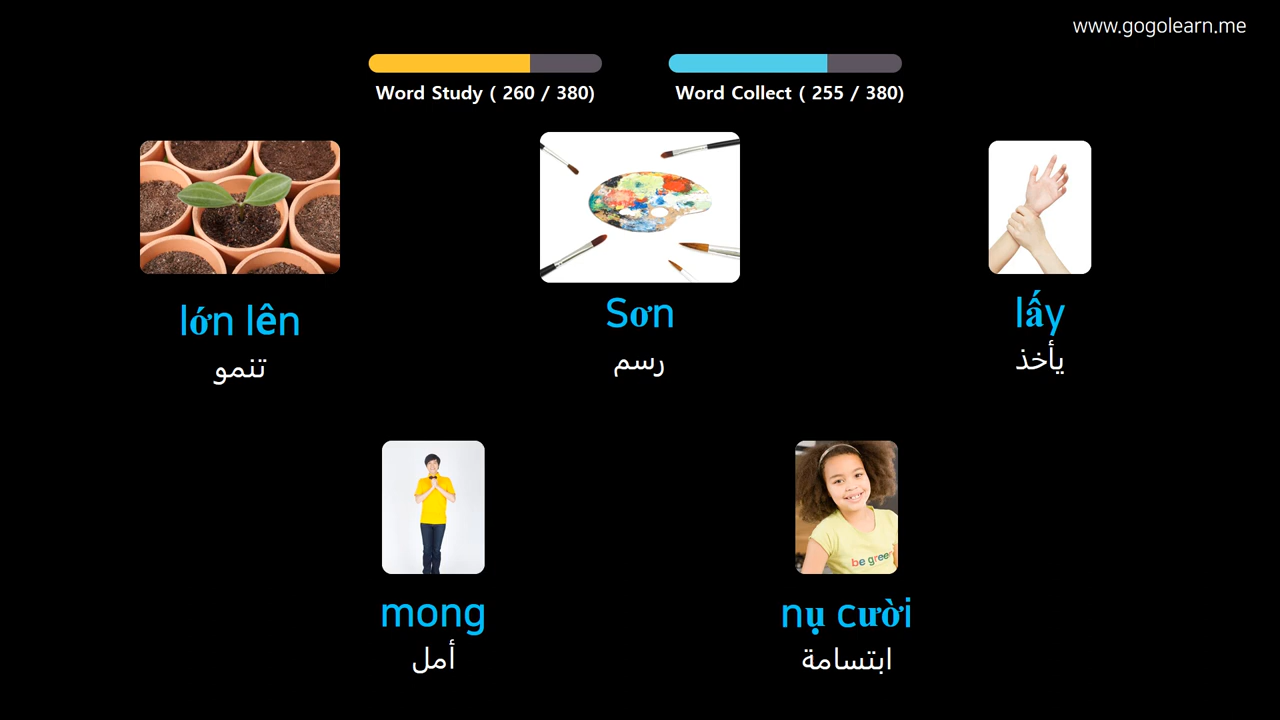 www.gogolearn.me
Word Study ( 260 / 380)
Word Collect ( 255 / 380)
lớn lên
تنمو
Sơn
رسم
lấy
يأخذ
mong
أمل
be green
nụ cười
ابتسامة